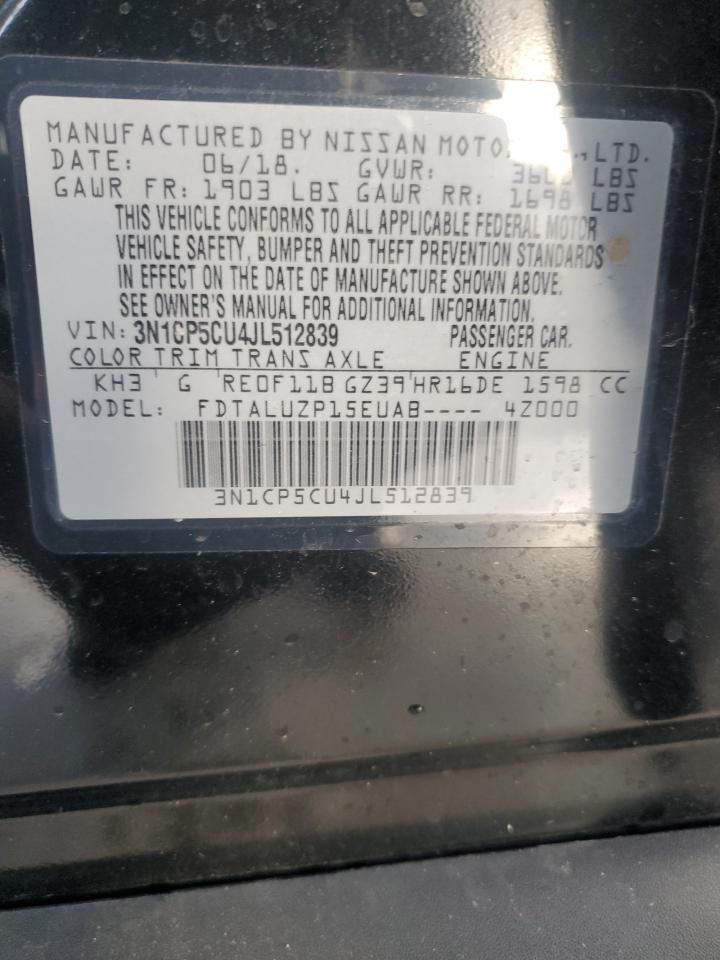 MANUFACTURED BY NISSAN MOTOR LTD.
DATE: 06/18. GVWR: LBS
GAWR FR: 1903 LBS GAWR RR: 1698 LBS
THIS VEHICLE CONFORMS TO ALL APPLICABLE FEDERAL MOTOR
VEHICLE SAFETY, BUMPER AND THEFT PREVENTION STANDARDS
IN EFFECT ON THE DATE OF MANUFACTURE SHOWN ABOVE.
SEE OWNER'S MANUAL FOR ADDITIONAL INFORMATION.
VIN: 3N1CP5CU4JL512839 PASSENGER CAR.
COLOR TRIM TRANS AXLE ENGINE
KH3 G RE0F11B GZ39 HR16DE 1598 CC
MODEL: FDTALUZP15EUAB---- 4Z000
3N1CP5CU4JL512839